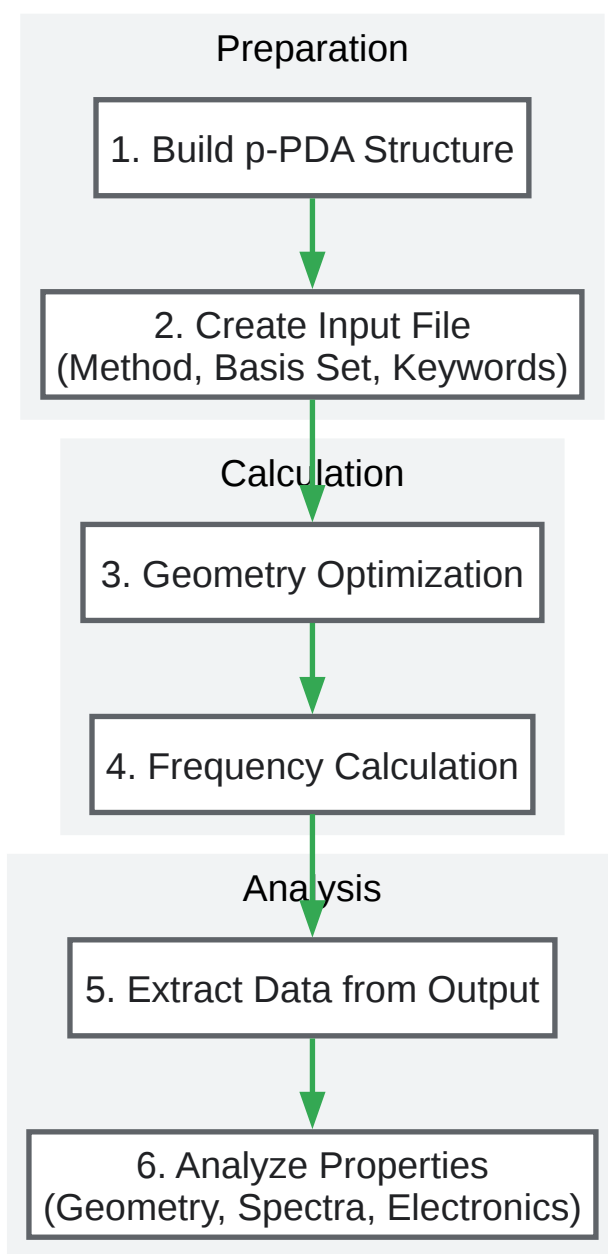 Preparation
1. Build p-PDA Structure
2. Create Input File
(Method, Basis Set, Keywords)
Calculation
3. Geometry Optimization
4. Frequency Calculation
Analysis
5. Extract Data from Output
6. Analyze Properties
(Geometry, Spectra, Electronics)